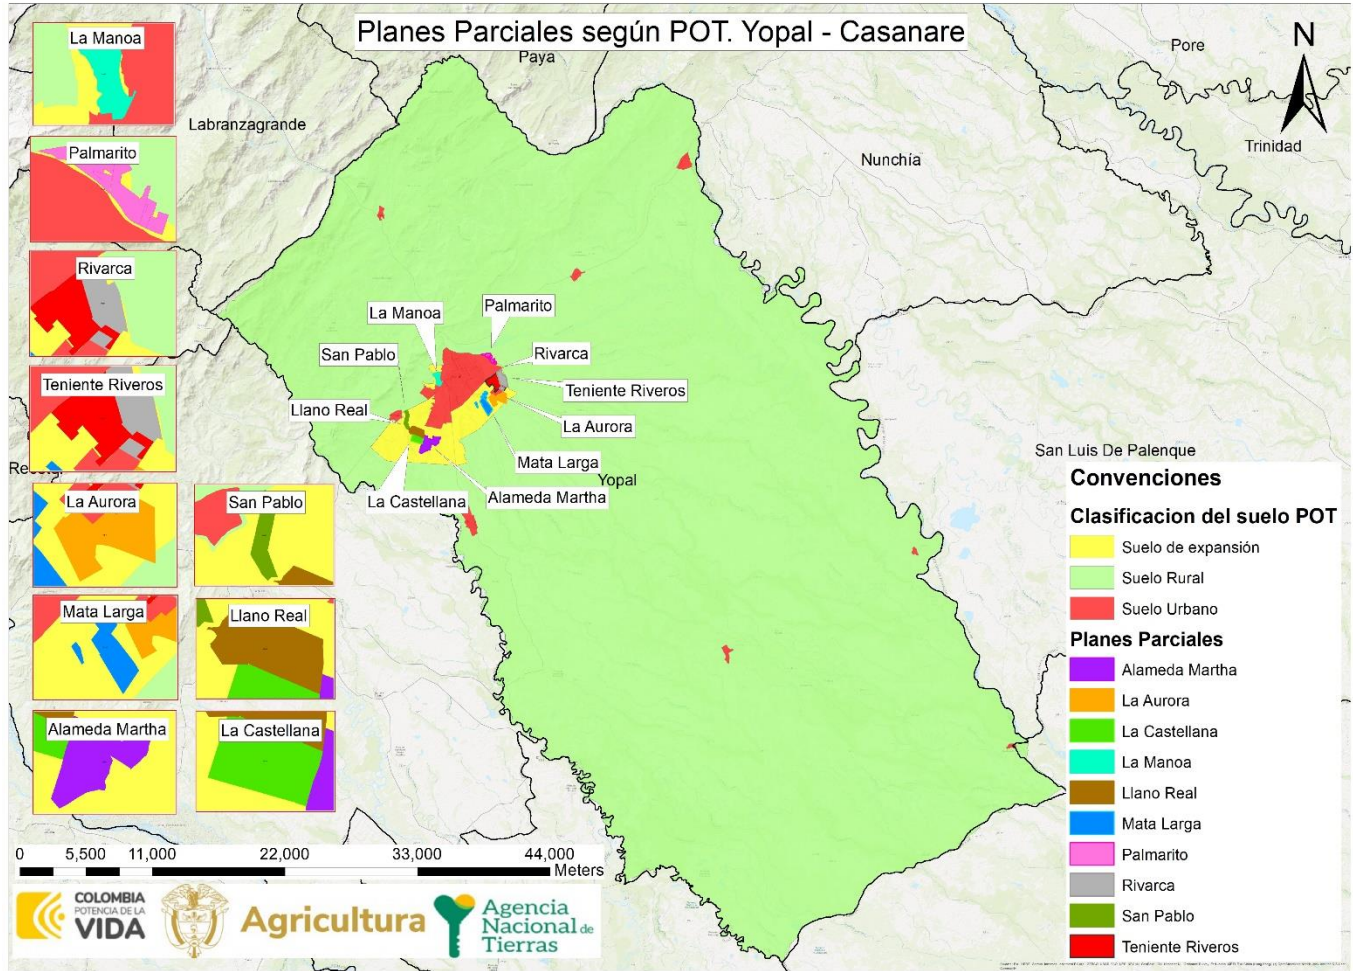 Planes Parciales según POT. Yopal - Casanare
N
Paya
Pore
Labranzagrande
Nunchía
Trinidad
San Luis De Palenque
Yopal
La Manoa
Palmarito
Rivarca
Teniente Riveros
La Aurora
San Pablo
Mata Larga
Llano Real
Alameda Martha
La Castellana
La Manoa
Palmarito
San Pablo
Rivarca
Teniente Riveros
Llano Real
La Aurora
Mata Larga
La Castellana
Alameda Martha
Convenciones
Clasificacion del suelo POT
Suelo de expansión
Suelo Rural
Suelo Urbano
Planes Parciales
Alameda Martha
La Aurora
La Castellana
La Manoa
Llano Real
Mata Larga
Palmarito
Rivarca
San Pablo
Teniente Riveros
0 5,500 11,000 22,000 33,000 44,000
Meters
COLOMBIA
POTENCIA DE LA
VIDA
Agricultura
Agencia
Nacional de
Tierras